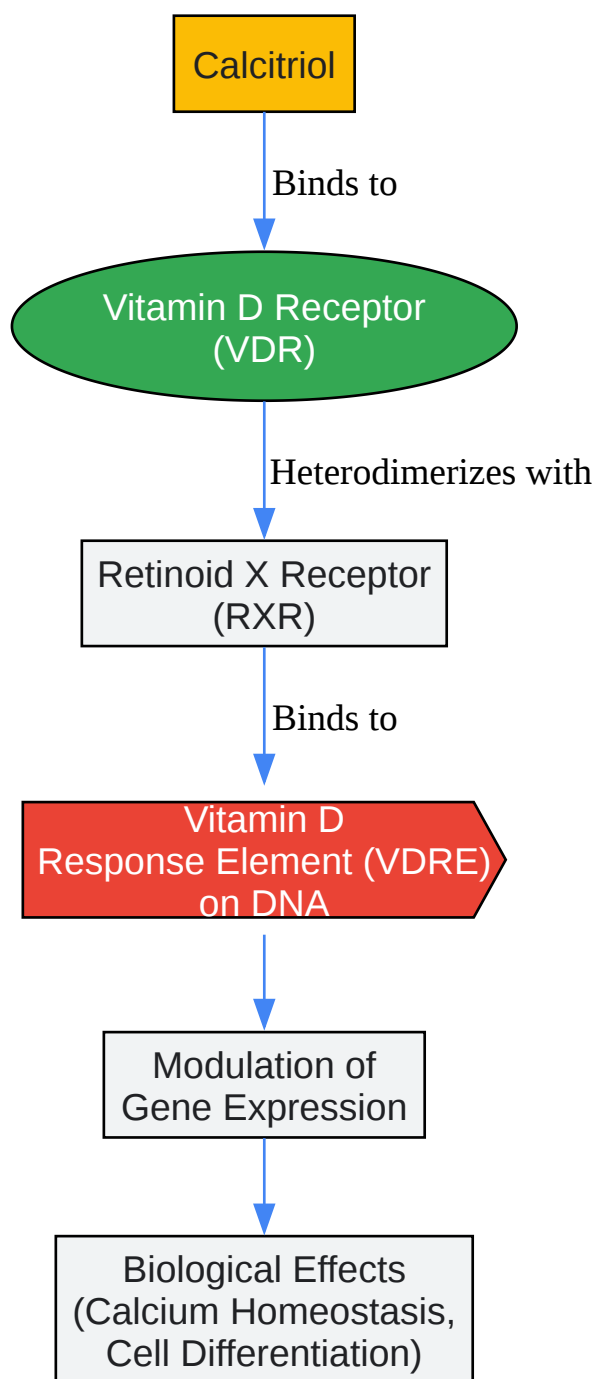 Calcitriol
Binds to
Vitamin D Receptor
(VDR)
Heterodimerizes with
Retinoid X Receptor
(RXR)
Binds to
Vitamin D
Response Element (VDRE)
on DNA
Modulation of
Gene Expression
Biological Effects
(Calcium Homeostasis,
Cell Differentiation)